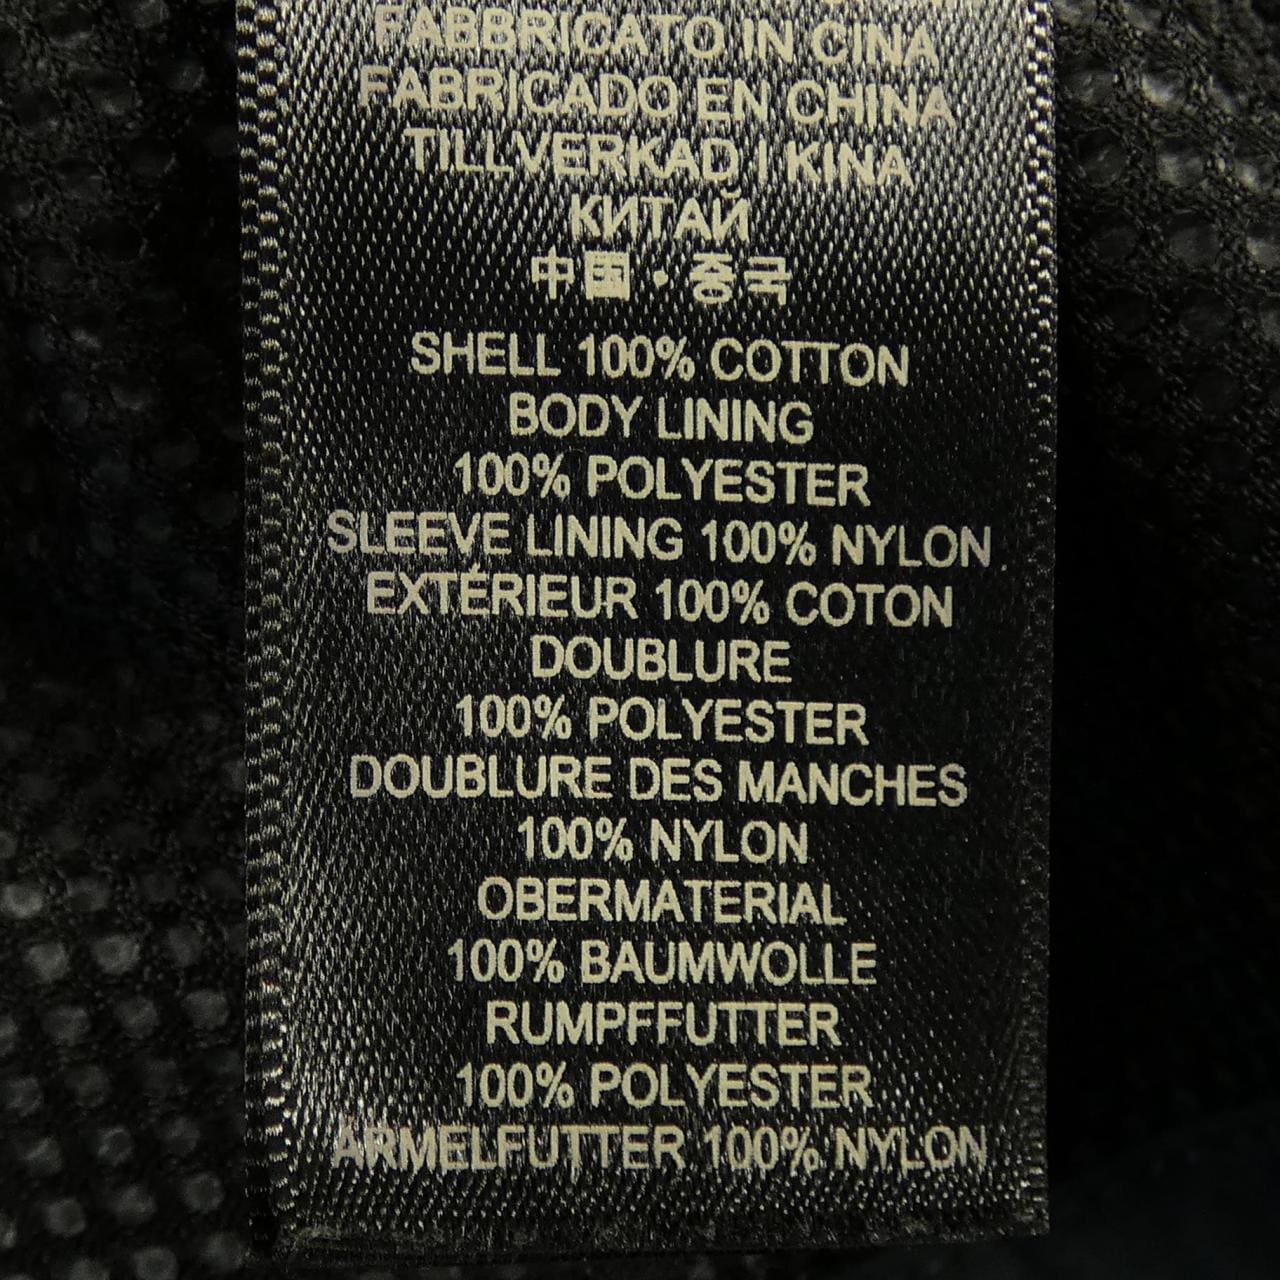 FABBRICATO IN CINA
FABRICADO EN CHINA
TILLVERKAD I KINA
КИТАЙ
中国 · 중국
SHELL 100% COTTON
BODY LINING
100% POLYESTER
SLEEVE LINING 100% NYLON
EXTÉRIEUR 100% COTON
DOUBLURE
100% POLYESTER
DOUBLURE DES MANCHES
100% NYLON
OBERMATERIAL
100% BAUMWOLLE
RUMPFFUTTER
100% POLYESTER
ARMELFUTTER 100% NYLON